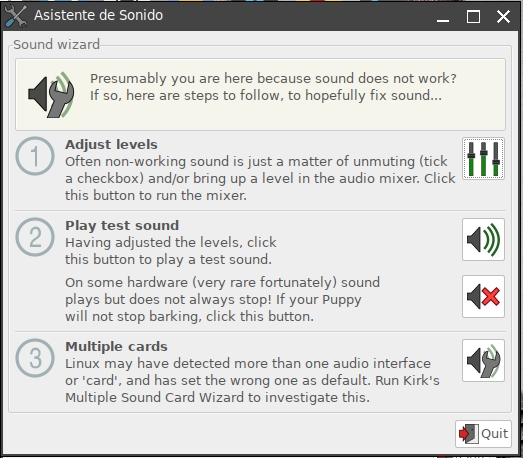 Asistente de Sonido
Sound wizard
Presumably you are here because sound does not work?
If so, here are steps to follow, to hopefully fix sound...
1
Adjust levels
Often non-working sound is just a matter of unmuting (tick
a checkbox) and/or bring up a level in the audio mixer. Click
this button to run the mixer.
2
Play test sound
Having adjusted the levels, click
this button to play a test sound.
On some hardware (very rare fortunately) sound
plays but does not always stop! If your Puppy
will not stop barking, click this button.
3
Multiple cards
Linux may have detected more than one audio interface
or 'card', and has set the wrong one as default. Run Kirk's
Multiple Sound Card Wizard to investigate this.
Quit